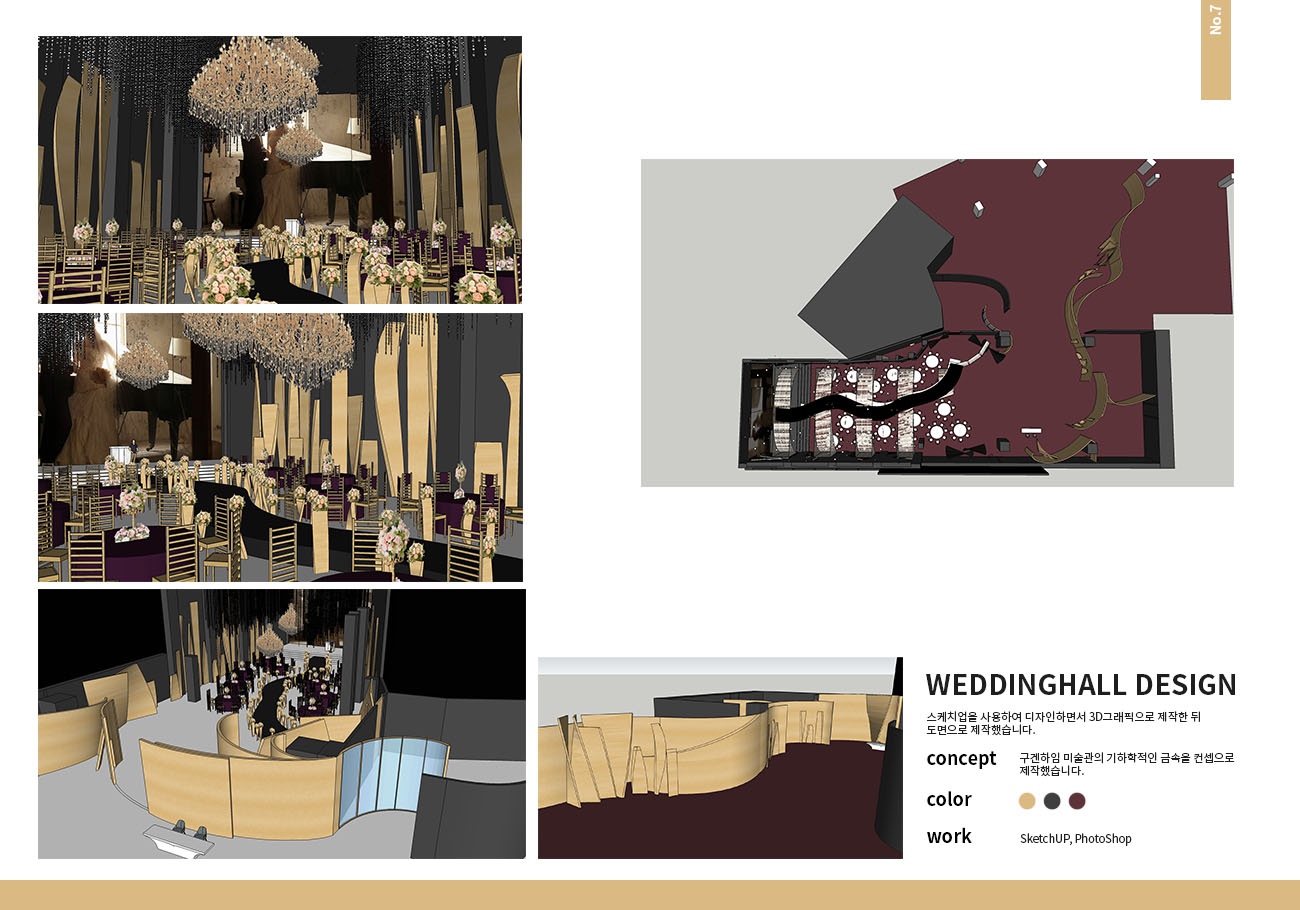 No.7
WEDDINGHALL DESIGN
스케치업을 사용하여 디자인하면서 3D그래픽으로 제작한 뒤
도면으로 제작했습니다.
concept
구겐하임 미술관의 기하학적인 금속을 컨셉으로
제작했습니다.
color
work
SketchUP, PhotoShop